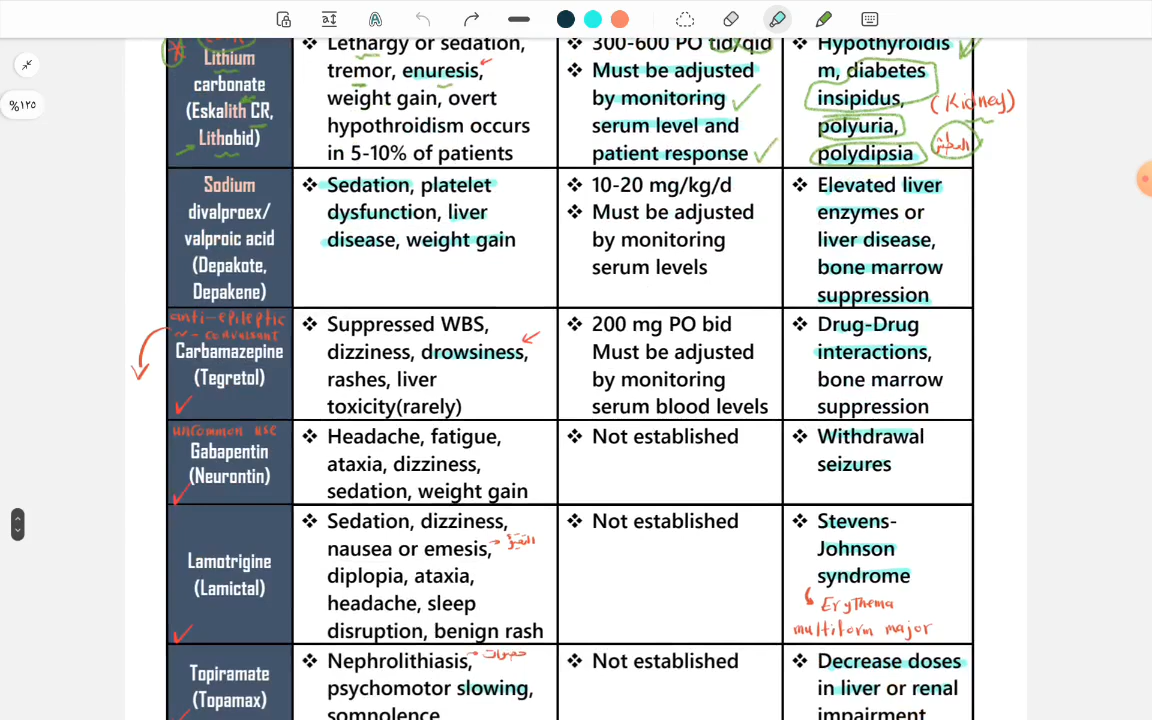 %١٢٥
Lithium
carbonate
(Eskalith CR,
Lithobid)
Lethargy or sedation,
tremor, enuresis,
weight gain, overt
hypothroidism occurs
in 5-10% of patients
300-600 PO tid/qid
Must be adjusted
by monitoring
serum level and
patient response
Hypothyroidis
m, diabetes
insipidus,
polyuria,
polydipsia
(Kidney)
العطش
Sodium
divalproex/
valproic acid
(Depakote,
Depakene)
Sedation, platelet
dysfunction, liver
disease, weight gain
10-20 mg/kg/d
Must be adjusted
by monitoring
serum levels
Elevated liver
enzymes or
liver disease,
bone marrow
suppression
anti-epileptic
~ - convulsant
Carbamazepine
(Tegretol)
Suppressed WBS,
dizziness, drowsiness,
rashes, liver
toxicity(rarely)
200 mg PO bid
Must be adjusted
by monitoring
serum blood levels
Drug-Drug
interactions,
bone marrow
suppression
uncommon use
Gabapentin
(Neurontin)
Headache, fatigue,
ataxia, dizziness,
sedation, weight gain
Not established
Withdrawal
seizures
Lamotrigine
(Lamictal)
Sedation, dizziness,
nausea or emesis, التقيؤ
diplopia, ataxia,
headache, sleep
disruption, benign rash
Not established
Stevens-
Johnson
syndrome
Erythema
multiform major
Topiramate
(Topamax)
Nephrolithiasis, حصوات
psychomotor slowing,
somnolence
Not established
Decrease doses
in liver or renal
impairment